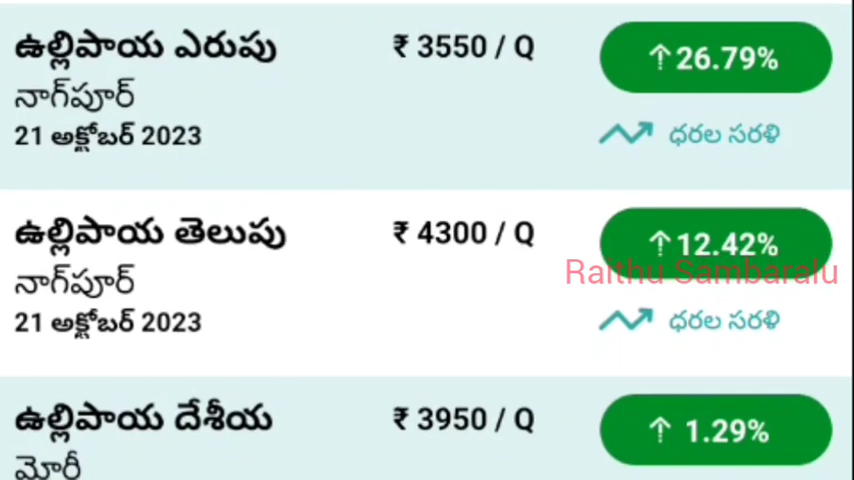 ఉల్లిపాయ ఎరుపు ₹ 3550 / Q ↑ 26.79%
నాగ్‌పూర్
21 అక్టోబర్ 2023 ధరల సరళి
ఉల్లిపాయ తెలుపు ₹ 4300 / Q ↑ 12.42%
Raithu Sambaralu
నాగ్‌పూర్
21 అక్టోబర్ 2023 ధరల సరళి
ఉల్లిపాయ దేశీయ ₹ 3950 / Q ↑ 1.29%
మోర్శీ